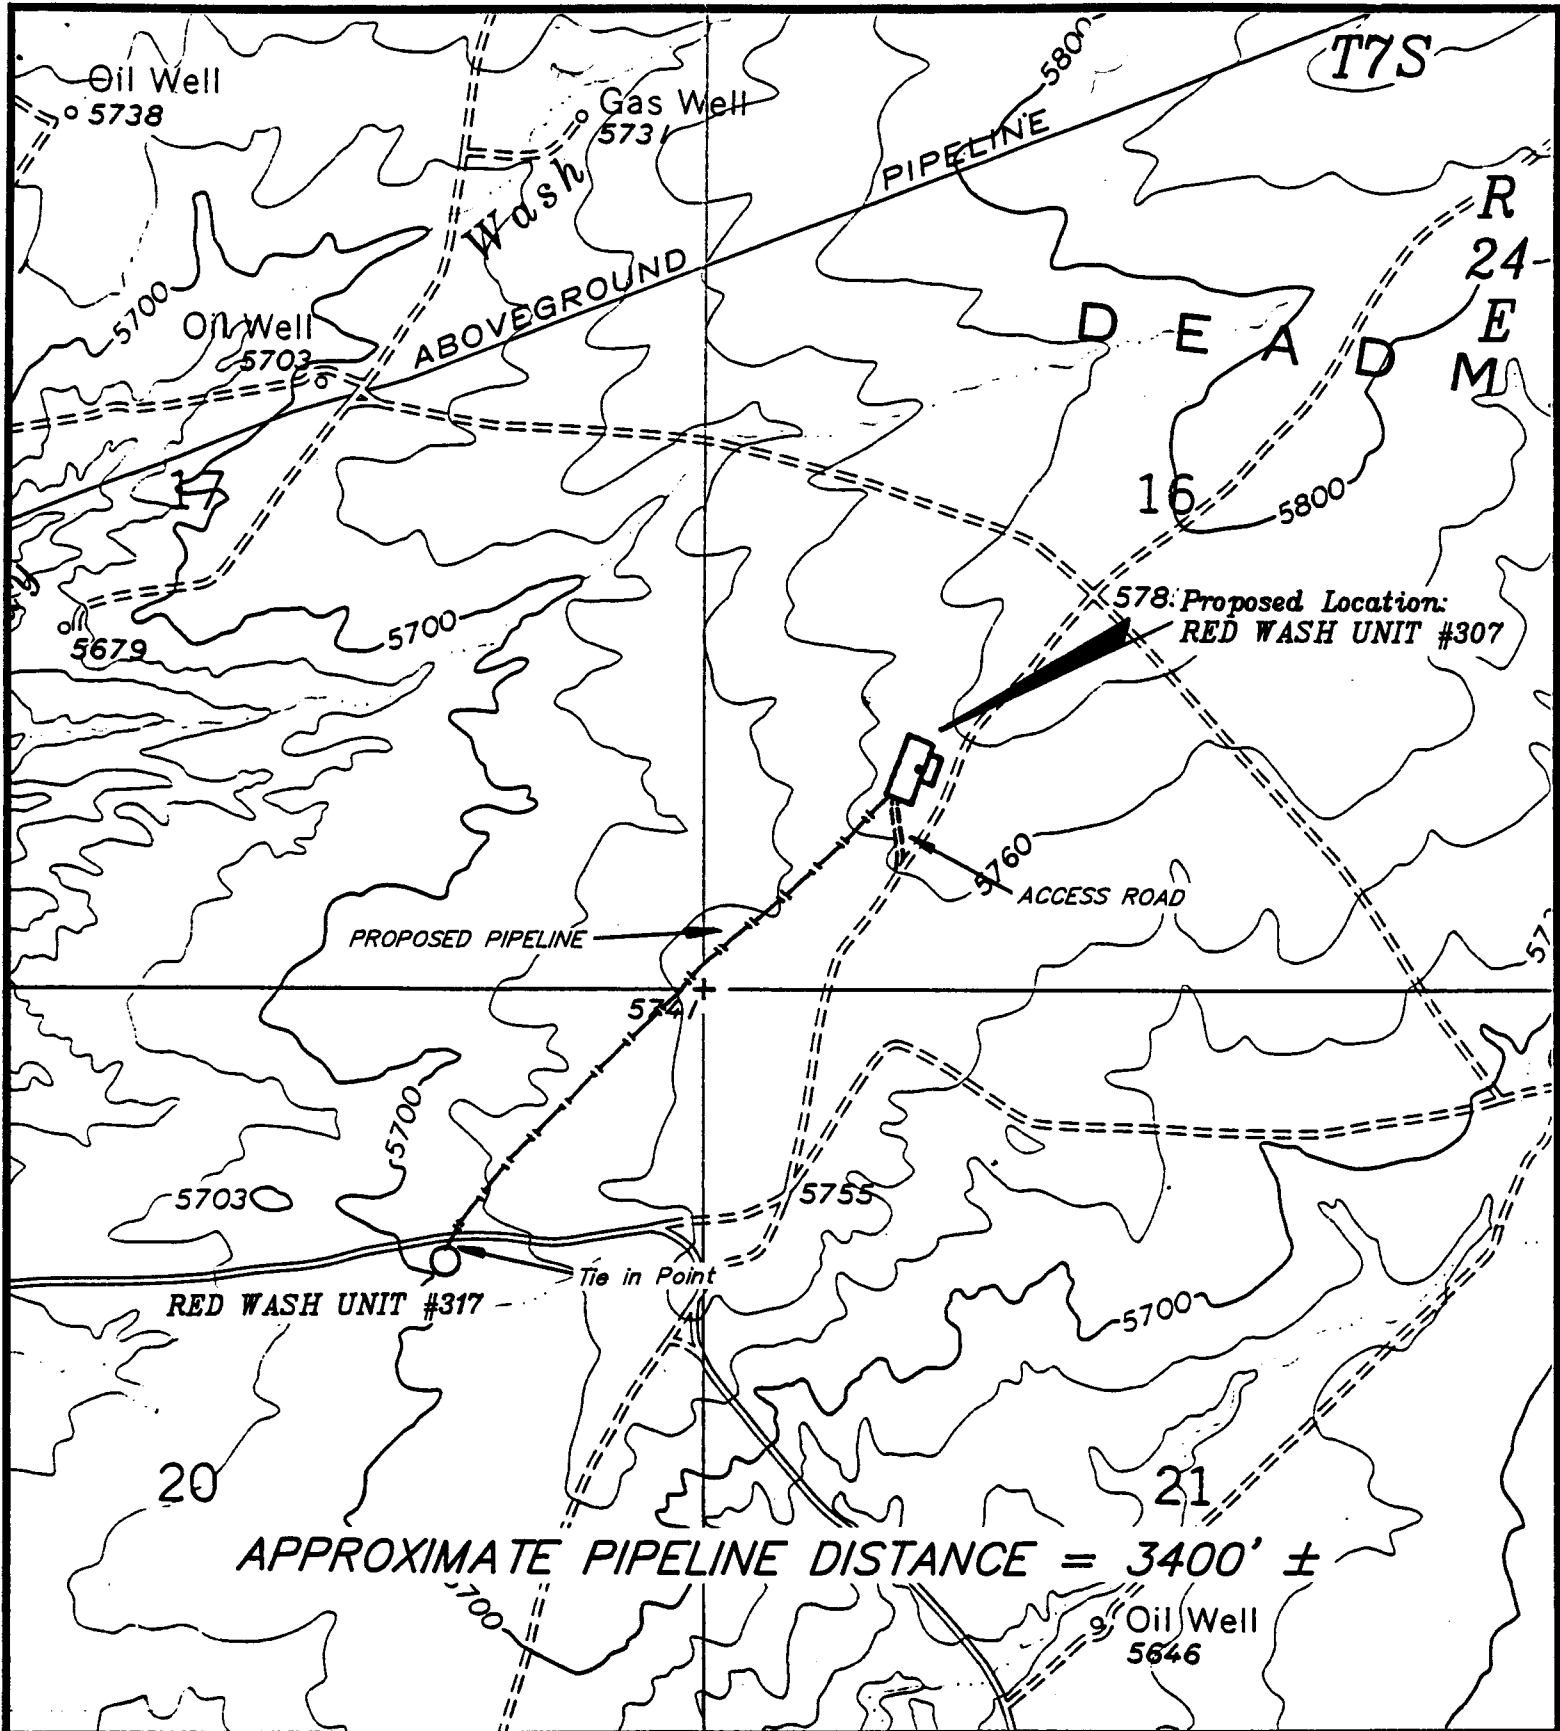 T7S
5800
Oil Well
5738
Gas Well
5731
PIPELINE
R
24
E
Wash
ABOVEGROUND
5700
Oil Well
5703
DEAD M
17
16
5800
578
Proposed Location:
RED WASH UNIT #307
5700
5679
5760
ACCESS ROAD
PROPOSED PIPELINE
57
5741
5700
5703
5755
Tie in Point
RED WASH UNIT #317
5700
20
21
APPROXIMATE PIPELINE DISTANCE = 3400' ±
5700
Oil Well
5646